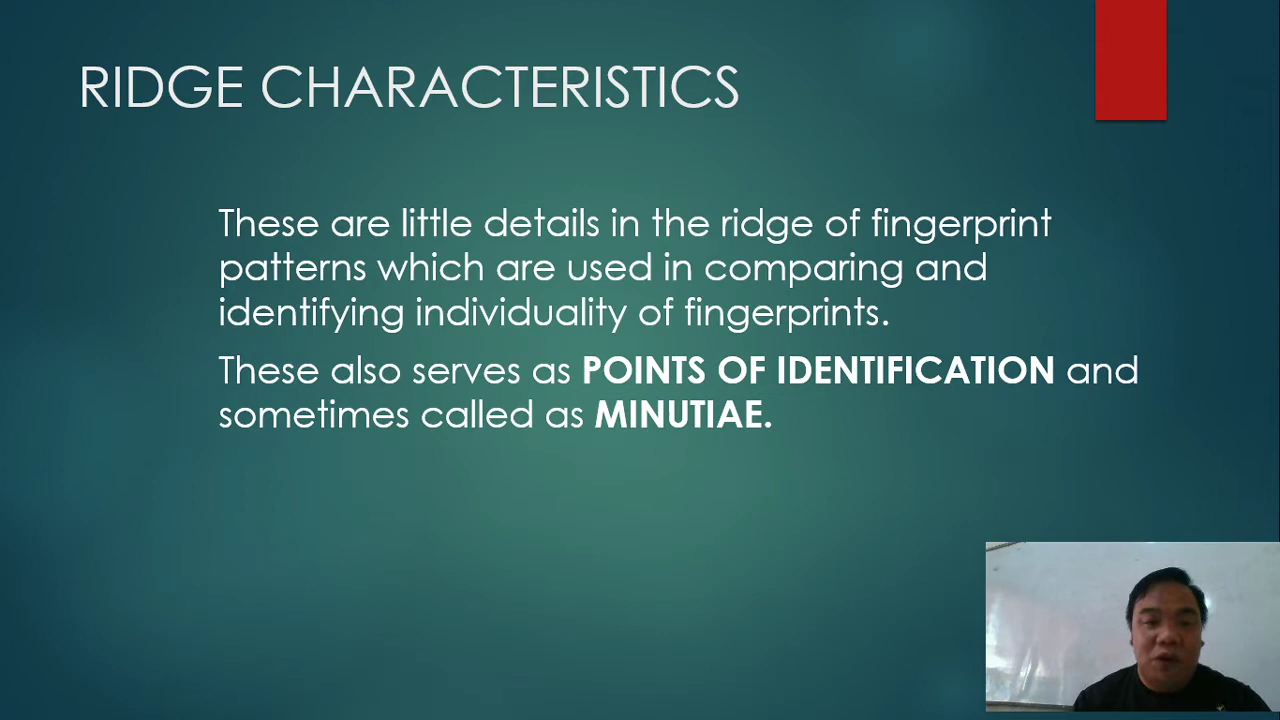 RIDGE CHARACTERISTICS
These are little details in the ridge of fingerprint
patterns which are used in comparing and
identifying individuality of fingerprints.
These also serves as POINTS OF IDENTIFICATION and
sometimes called as MINUTIAE.